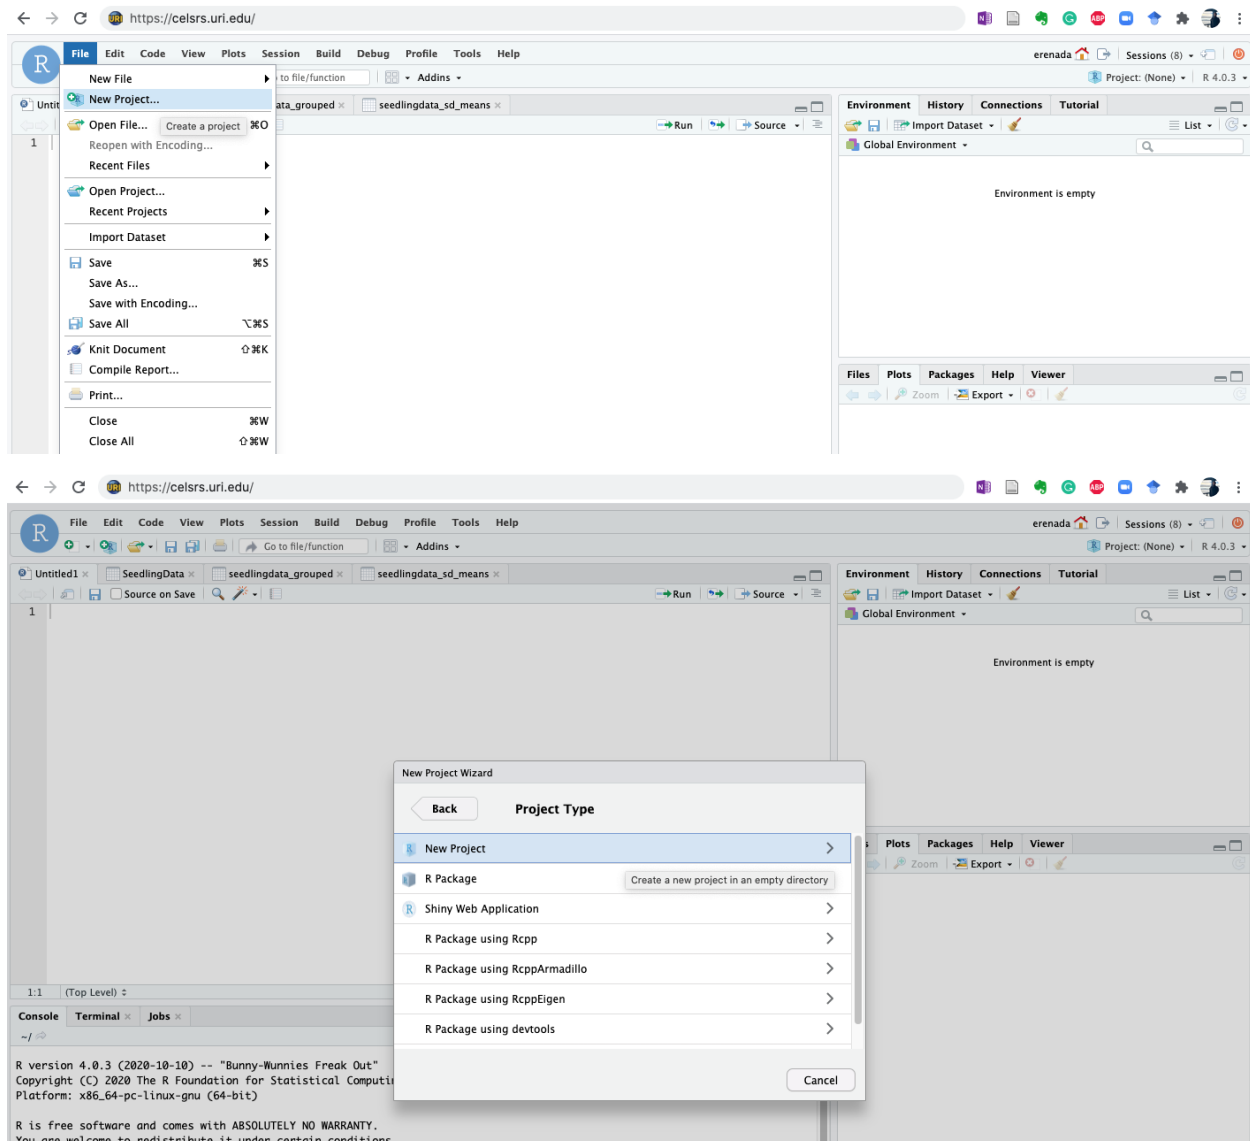 https://celsrs.uri.edu/
File Edit Code View Plots Session Build Debug Profile Tools Help
erenada Sessions (8)
to file/function Addins
Project: (None) R 4.0.3
New File
New Project...
ata_grouped × seedlingdata_sd_means ×
Open File... ⌘O
Create a project
Run Source
1
Reopen with Encoding...
Recent Files
Open Project...
Recent Projects
Import Dataset
Save ⌘S
Save As...
Save with Encoding...
Save All ⌥⌘S
Knit Document ⇧⌘K
Compile Report...
Print...
Close ⌘W
Close All ⇧⌘W
Environment History Connections Tutorial
Import Dataset List
Global Environment
Environment is empty
Files Plots Packages Help Viewer
Zoom Export
https://celsrs.uri.edu/
File Edit Code View Plots Session Build Debug Profile Tools Help
erenada Sessions (8)
Go to file/function Addins
Project: (None) R 4.0.3
Untitled1 × SeedlingData × seedlingdata_grouped × seedlingdata_sd_means ×
Source on Save Run Source
1
Environment History Connections Tutorial
Import Dataset List
Global Environment
Environment is empty
New Project Wizard
Back Project Type
New Project
R Package
Create a new project in an empty directory
Shiny Web Application
R Package using Rcpp
R Package using RcppArmadillo
R Package using RcppEigen
R Package using devtools
Cancel
Plots Packages Help Viewer
Zoom Export
1:1 (Top Level)
Console Terminal × Jobs ×
~/
R version 4.0.3 (2020-10-10) -- "Bunny-Wunnies Freak Out"
Copyright (C) 2020 The R Foundation for Statistical Computi
Platform: x86_64-pc-linux-gnu (64-bit)
R is free software and comes with ABSOLUTELY NO WARRANTY.
You are welcome to redistribute it under certain conditions